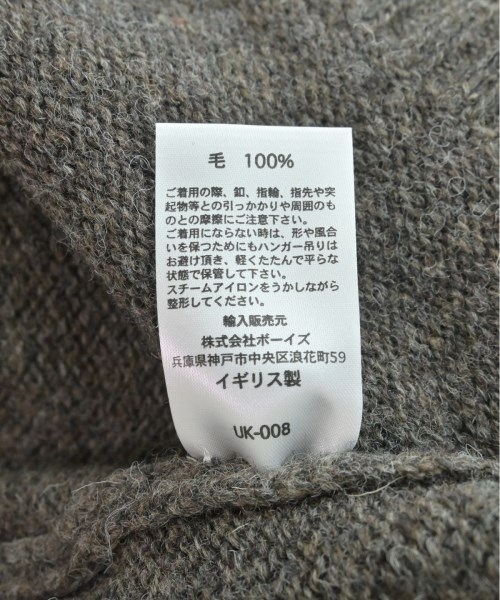 毛 100%
ご着用の際、釦、指輪、指先や突
起物等との引っかかりや周囲のも
のとの摩擦にご注意下さい。
ご着用にならない時は、形や風合
いを保つためにもハンガー吊りは
お避け頂き、軽くたたんで平らな
状態で保管して下さい。
スチームアイロンをうかしながら
整形してください。
輸入販売元
株式会社ボーイズ
兵庫県神戸市中央区浪花町59
イギリス製
UK-008